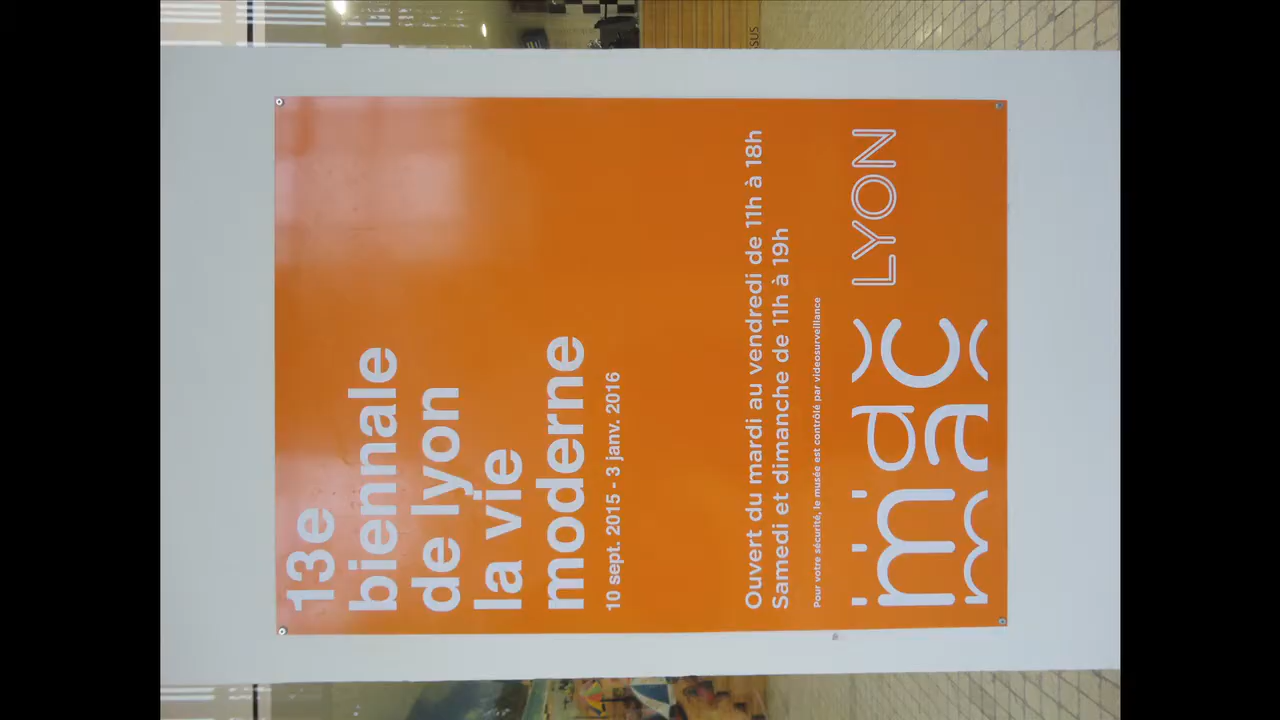 13e
biennale
de lyon
la vie
moderne
10 sept. 2015 - 3 janv. 2016
Ouvert du mardi au vendredi de 11h à 18h
Samedi et dimanche de 11h à 19h
Pour votre sécurité, le musée est contrôlé par videosurveillance
mac LYON